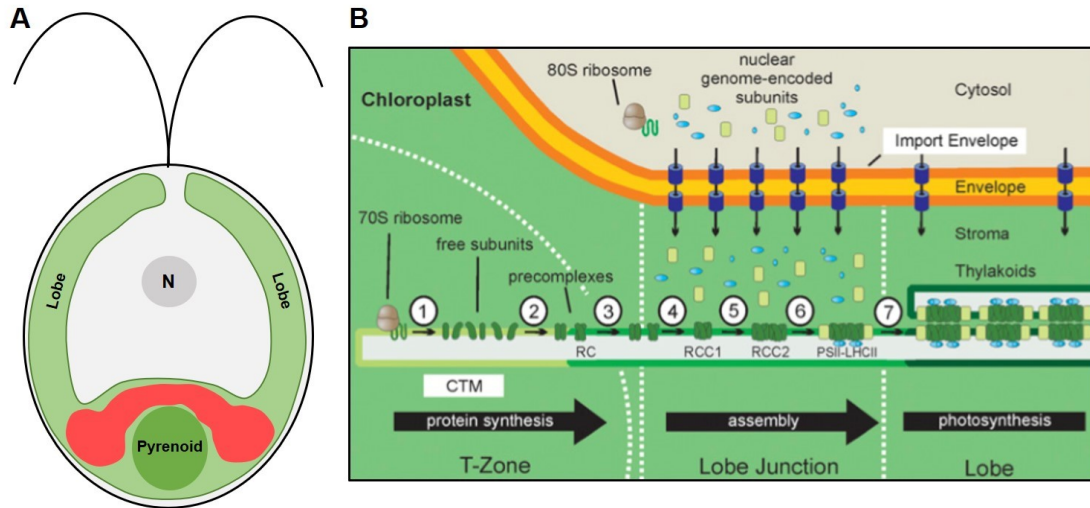 A
Lobe
N
Lobe
Pyrenoid
B
80S ribosome
nuclear
genome-encoded
subunits
Cytosol
Chloroplast
Import Envelope
Envelope
70S ribosome
free subunits
precomplexes
Stroma
Thylakoids
1 2 3 4 5 6 7
RC RCC1 RCC2 PSII-LHCII
CTM
protein synthesis assembly photosynthesis
T-Zone Lobe Junction Lobe